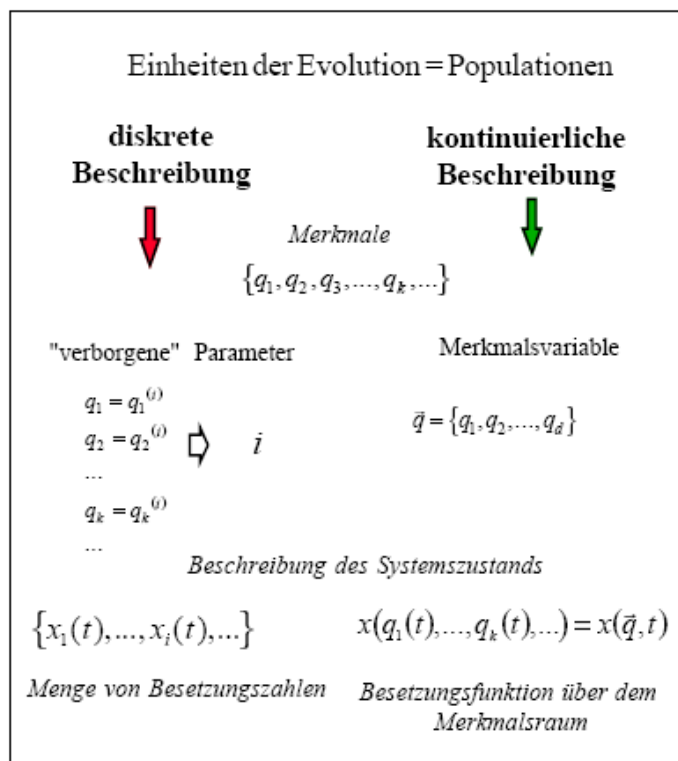 Einheiten der Evolution = Populationen
diskrete
Beschreibung
kontinuierliche
Beschreibung
Merkmale
{q₁, q₂, q₃,..., qₖ,...}
"verborgene" Parameter
q₁ = q₁⁽ⁱ⁾
q₂ = q₂⁽ⁱ⁾ ⇨ i
...
qₖ = qₖ⁽ⁱ⁾
...
Merkmalsvariable
q⃗ = {q₁, q₂,..., q_d}
Beschreibung des Systemszustands
{x₁(t),..., xᵢ(t),...}
Menge von Besetzungszahlen
x(q₁(t),..., qₖ(t),...) = x(q⃗, t)
Besetzungsfunktion über dem
Merkmalsraum